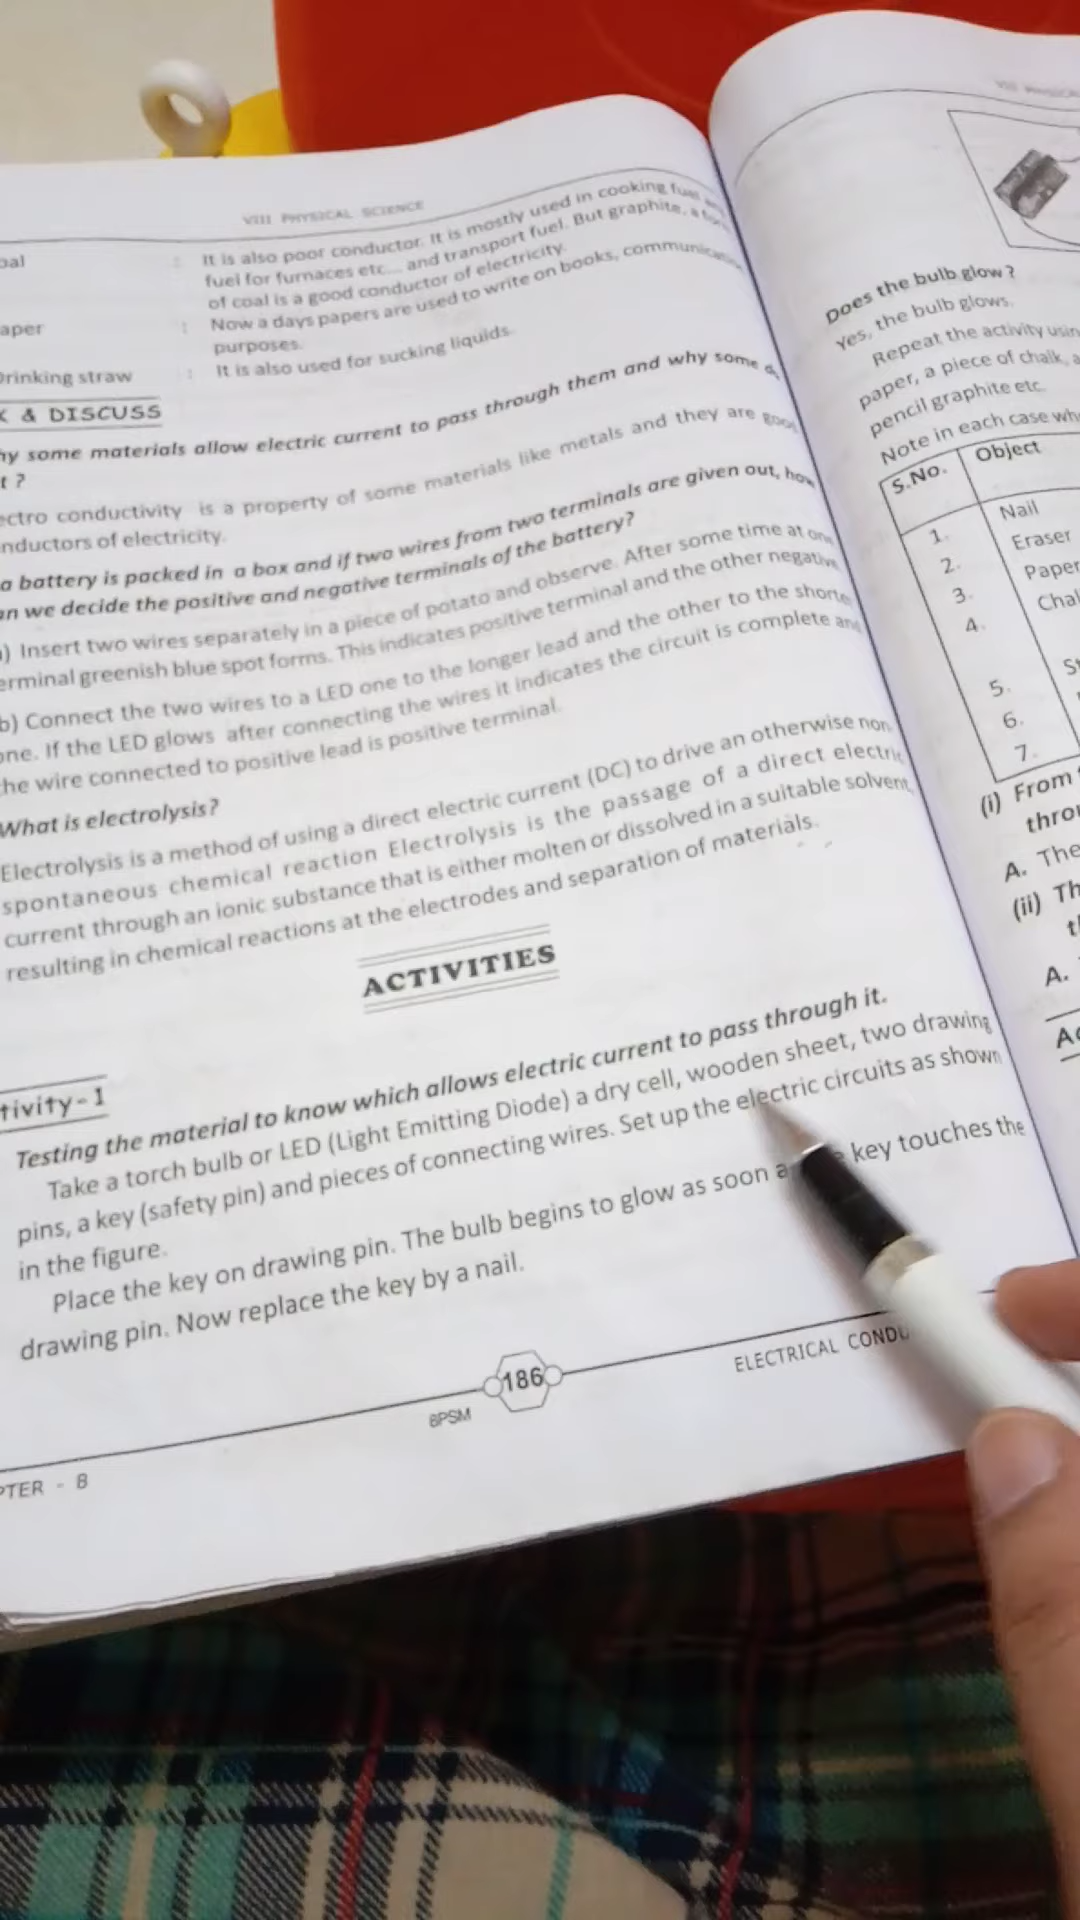 VIII PHYSICAL SCIENCE
oal : It is also poor conductor. It is mostly used in cooking fuel
fuel for furnaces etc... and transport fuel. But graphite, a
of coal is a good conductor of electricity.
aper : Now a days papers are used to write on books, communicatio
purposes.
Drinking straw : It is also used for sucking liquids.
K & DISCUSS
hy some materials allow electric current to pass through them and why some d
t ?
ectro conductivity is a property of some materials like metals and they are good
nductors of electricity.
a battery is packed in a box and if two wires from two terminals are given out, how
an we decide the positive and negative terminals of the battery?
) Insert two wires separately in a piece of potato and observe. After some time at one
erminal greenish blue spot forms. This indicates positive terminal and the other negative
b) Connect the two wires to a LED one to the longer lead and the other to the shorte
one. If the LED glows after connecting the wires it indicates the circuit is complete and
the wire connected to positive lead is positive terminal.
What is electrolysis?
Electrolysis is a method of using a direct electric current (DC) to drive an otherwise non
spontaneous chemical reaction Electrolysis is the passage of a direct electric
current through an ionic substance that is either molten or dissolved in a suitable solvent,
resulting in chemical reactions at the electrodes and separation of materials.
ACTIVITIES
tivity-1
Testing the material to know which allows electric current to pass through it.
Take a torch bulb or LED (Light Emitting Diode) a dry cell, wooden sheet, two drawing
pins, a key (safety pin) and pieces of connecting wires. Set up the electric circuits as shown
in the figure.
Place the key on drawing pin. The bulb begins to glow as soon a key touches the
drawing pin. Now replace the key by a nail.
186
8PSM
ELECTRICAL CONDU
PTER - 8
VIII PHYSICA
Does the bulb glow ?
Yes, the bulb glows.
Repeat the activity usin
paper, a piece of chalk, a
pencil graphite etc.
Note in each case wh
S.No. Object
1. Nail
2. Eraser
3. Paper
4. Chal
5. St
6.
7.
(i) From
throu
A. The
(ii) Th
t
A.
Ac